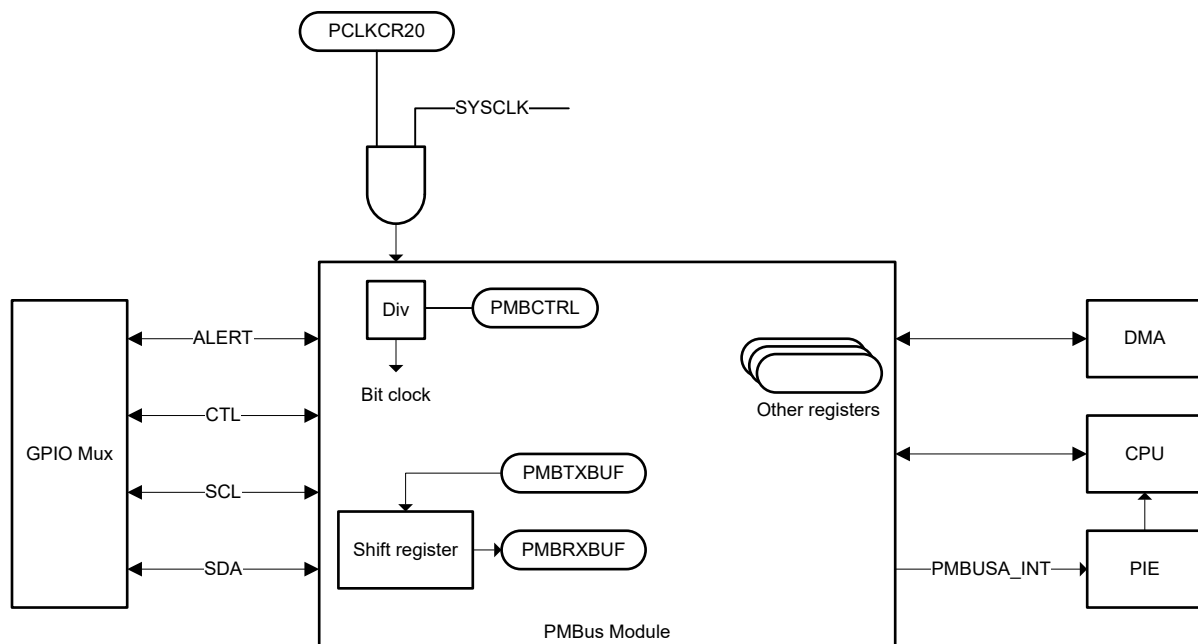 PCLKCR20
SYSCLK
Div
PMBCTRL
Bit clock
Other registers
GPIO Mux
ALERT
CTL
SCL
SDA
PMBTXBUF
Shift register
PMBRXBUF
PMBus Module
DMA
CPU
PMBUSA_INT
PIE